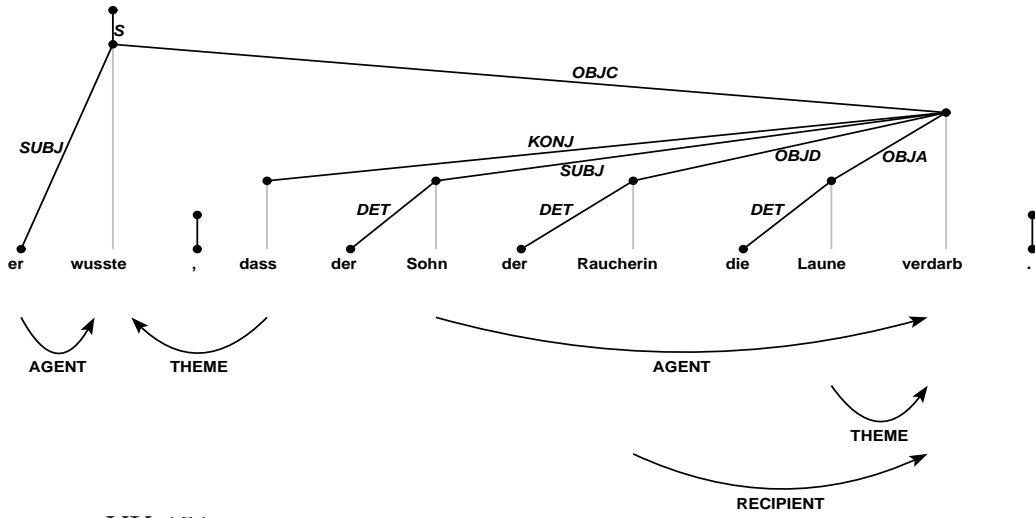 S
OBJC
SUBJ
KONJ
SUBJ
OBJD
OBJA
DET
DET
DET
er wusste , dass der Sohn der Raucherin die Laune verdarb .
AGENT THEME AGENT
THEME
RECIPIENT